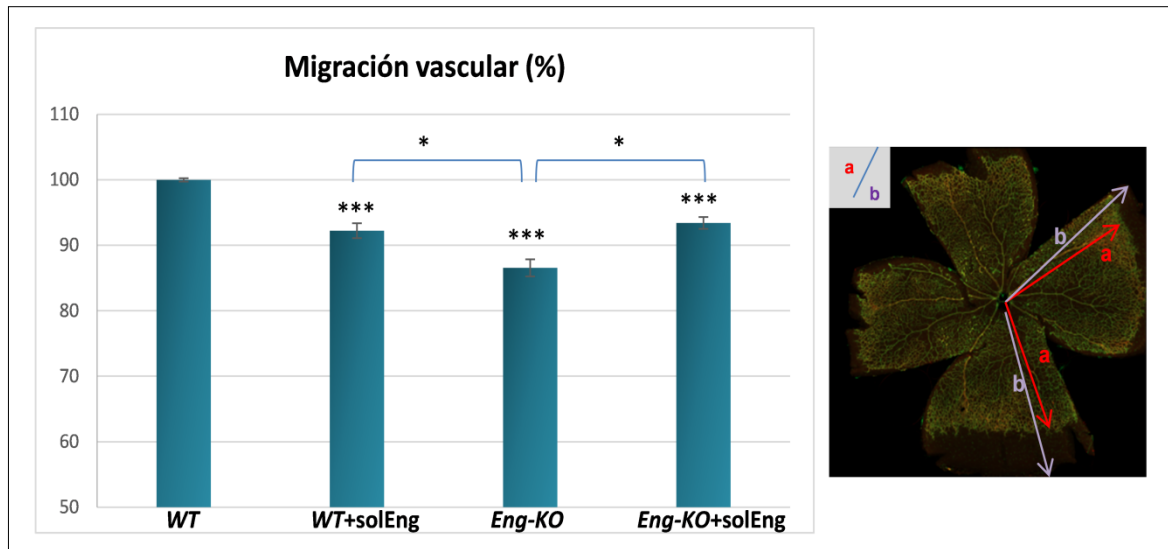 Migración vascular (%)
110
100
90
80
70
60
50
*
*
***
***
***
WT
WT+solEng
Eng-KO
Eng-KO+solEng
a
b
b
a
a
b